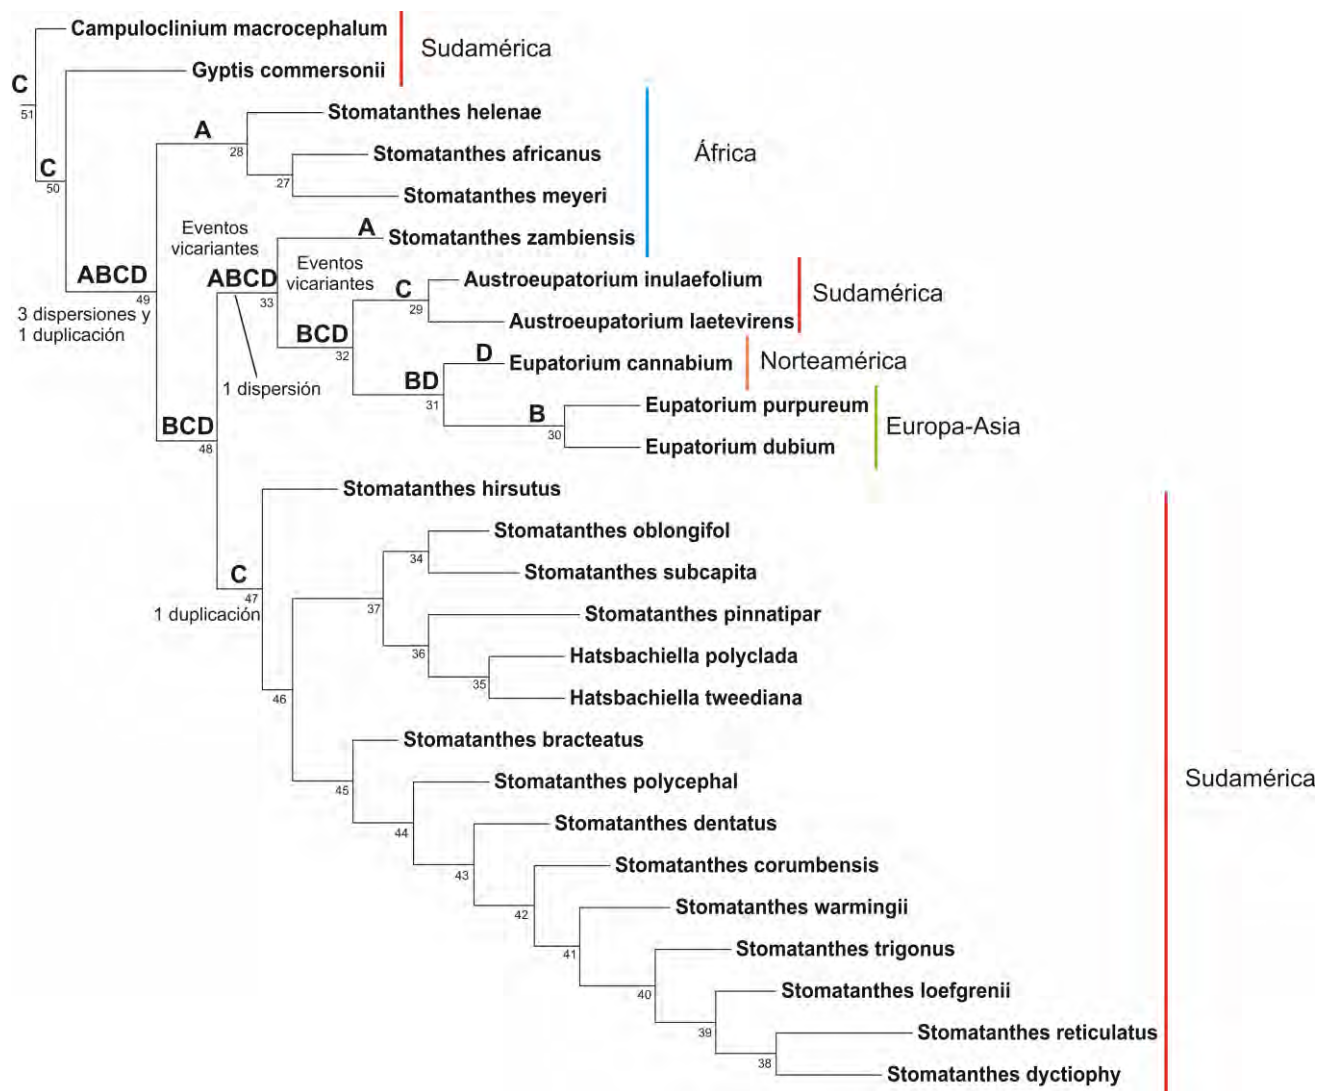 Campuloclinium macrocephalum
Sudamérica
Gyptis commersonii
C
51
Stomatanthes helenae
A
28
Stomatanthes africanus
África
C
50
27
Stomatanthes meyeri
Eventos
vicariantes
A
Stomatanthes zambiensis
ABCD
49
ABCD
33
Eventos
vicariantes
C
29
Austroeupatorium inulaefolium
Sudamérica
3 dispersiones y
1 duplicación
Austroeupatorium laetevirens
BCD
32
D
Eupatorium cannabium
Norteamérica
1 dispersión
BD
31
B
30
Eupatorium purpureum
Europa-Asia
BCD
48
Eupatorium dubium
Stomatanthes hirsutus
Stomatanthes oblongifol
34
Stomatanthes subcapita
C
47
1 duplicación
37
Stomatanthes pinnatipar
36
Hatsbachiella polyclada
35
46
Hatsbachiella tweediana
Stomatanthes bracteatus
45
Stomatanthes polycephal
Sudamérica
44
Stomatanthes dentatus
43
Stomatanthes corumbensis
42
Stomatanthes warmingii
41
Stomatanthes trigonus
40
Stomatanthes loefgrenii
39
Stomatanthes reticulatus
38
Stomatanthes dyctiophy